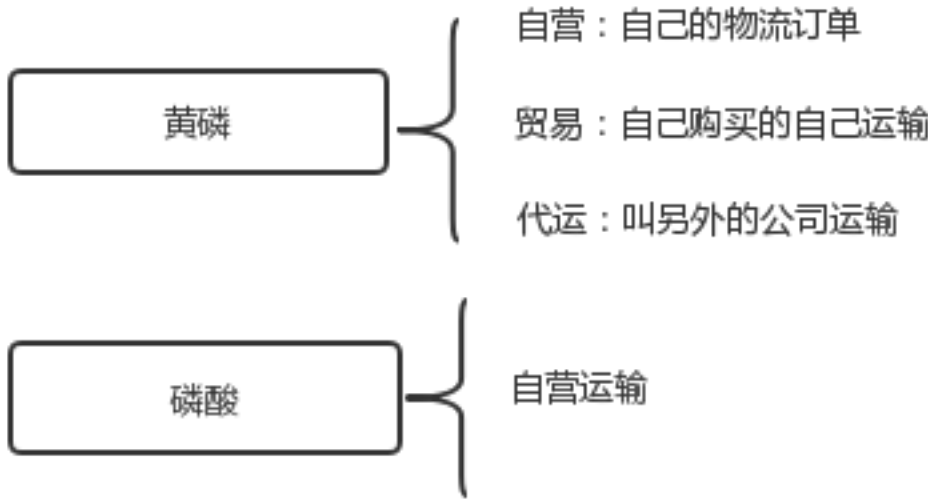 黄磷
自营：自己的物流订单
贸易：自己购买的自己运输
代运：叫另外的公司运输
磷酸
自营运输